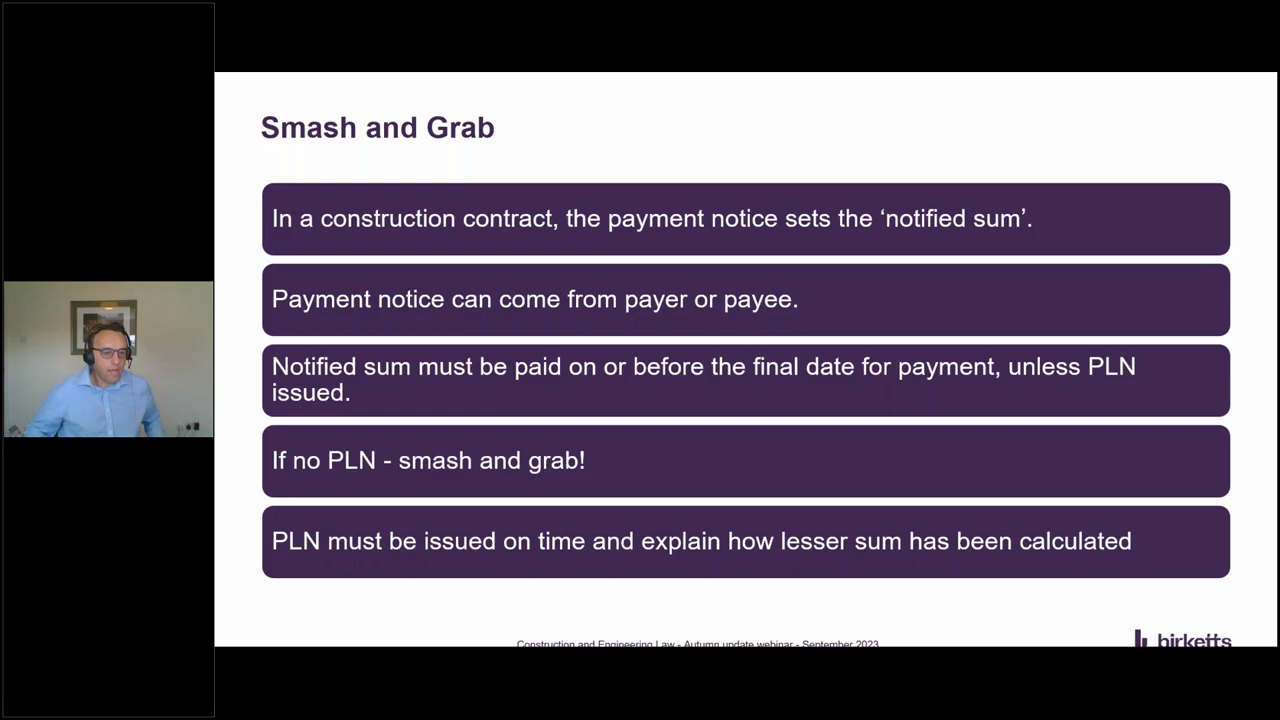 Smash and Grab
In a construction contract, the payment notice sets the ‘notified sum’.
Payment notice can come from payer or payee.
Notified sum must be paid on or before the final date for payment, unless PLN
issued.
If no PLN - smash and grab!
PLN must be issued on time and explain how lesser sum has been calculated
Construction and Engineering Law - Autumn update webinar - September 2023
birketts